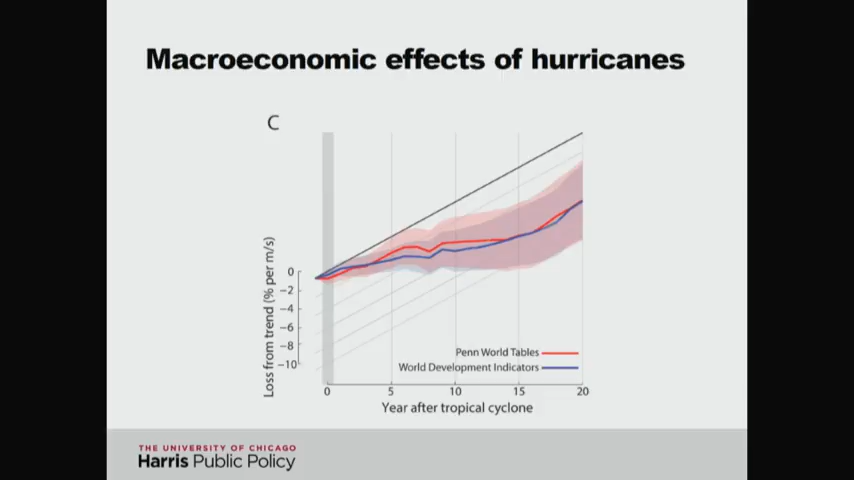 Macroeconomic effects of hurricanes
C
Loss from trend (% per m/s)
0
−2
−4
−6
−8
−10
Penn World Tables
World Development Indicators
0 5 10 15 20
Year after tropical cyclone
THE UNIVERSITY OF CHICAGO
Harris Public Policy